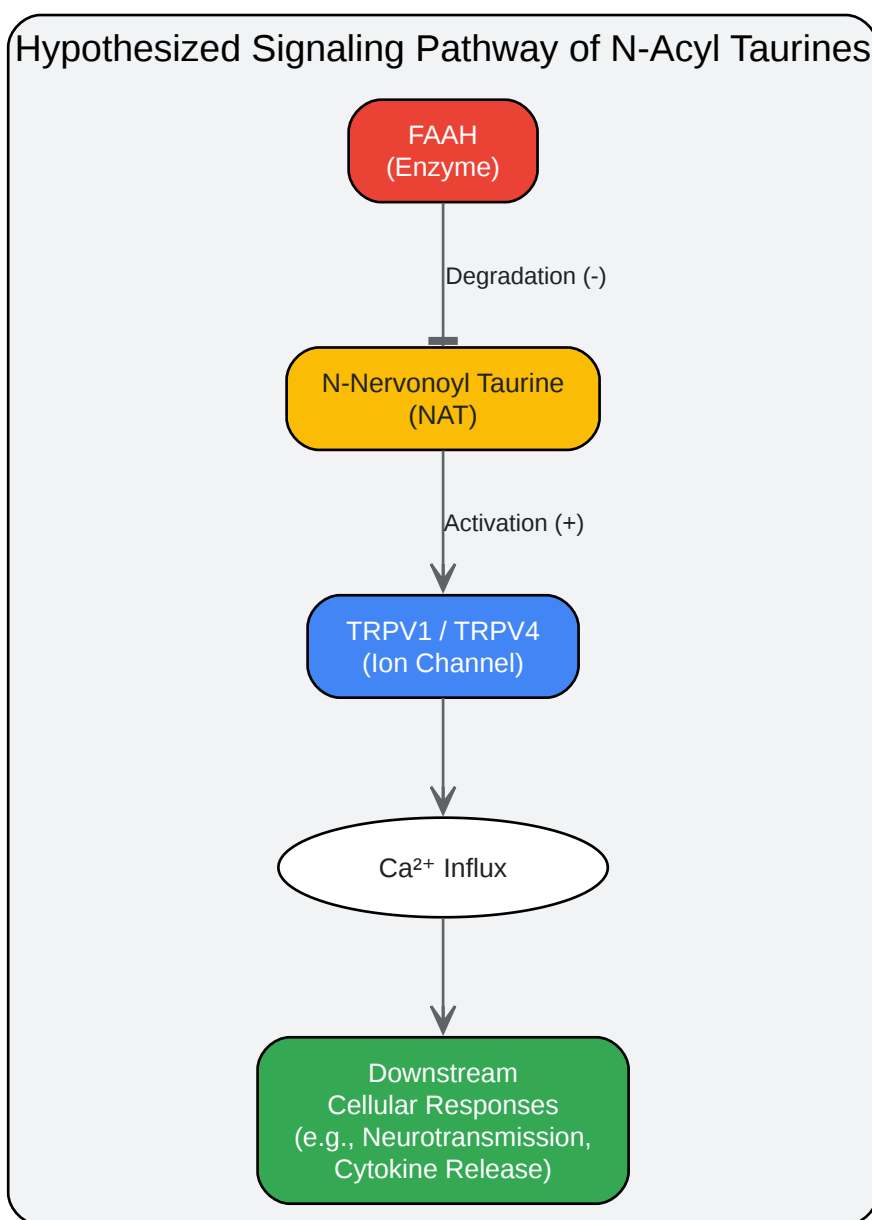 Hypothesized Signaling Pathway of N-Acyl Taurines
FAAH
(Enzyme)
Degradation (-)
N-Nervonoyl Taurine
(NAT)
Activation (+)
TRPV1 / TRPV4
(Ion Channel)
Ca²⁺ Influx
Downstream
Cellular Responses
(e.g., Neurotransmission,
Cytokine Release)